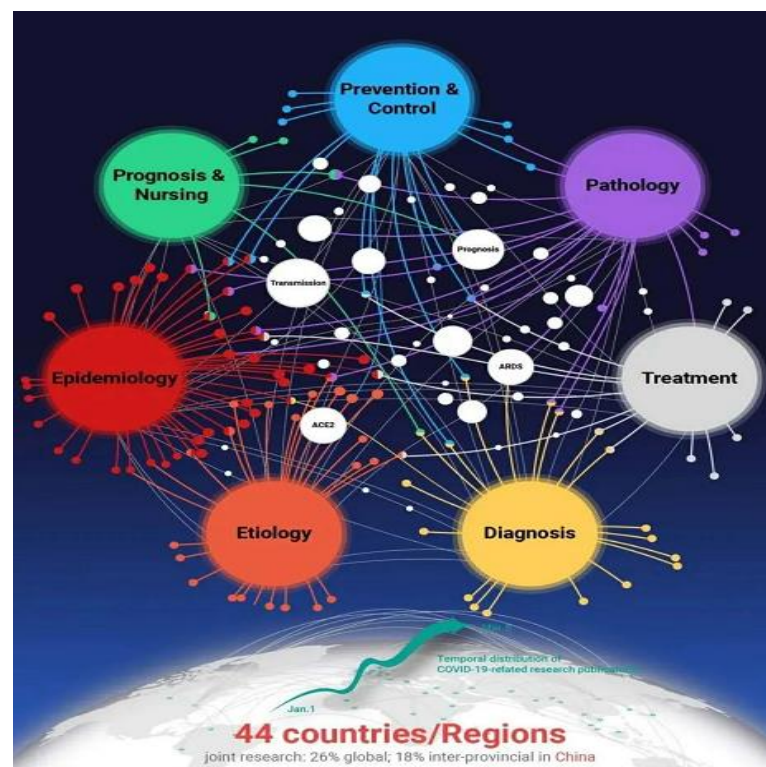 Prevention &
Control
Prognosis &
Nursing
Pathology
Prognosis
Transmission
Epidemiology
Treatment
ARDS
ACE2
Etiology
Diagnosis
Temporal distribution of
COVID-19-related research
Jan.1
44 countries/Regions
joint research: 26% global; 18% inter-provincial in China